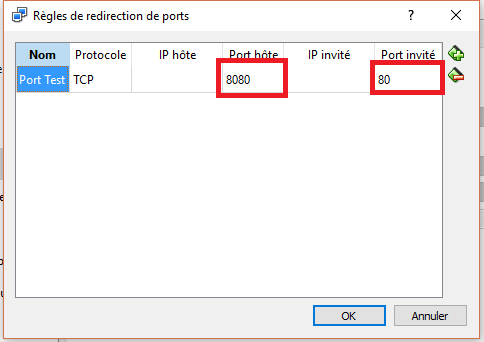 Règles de redirection de ports
?
Nom Protocole IP hôte Port hôte IP invité Port invité
Port Test TCP 8080 80
OK Annuler